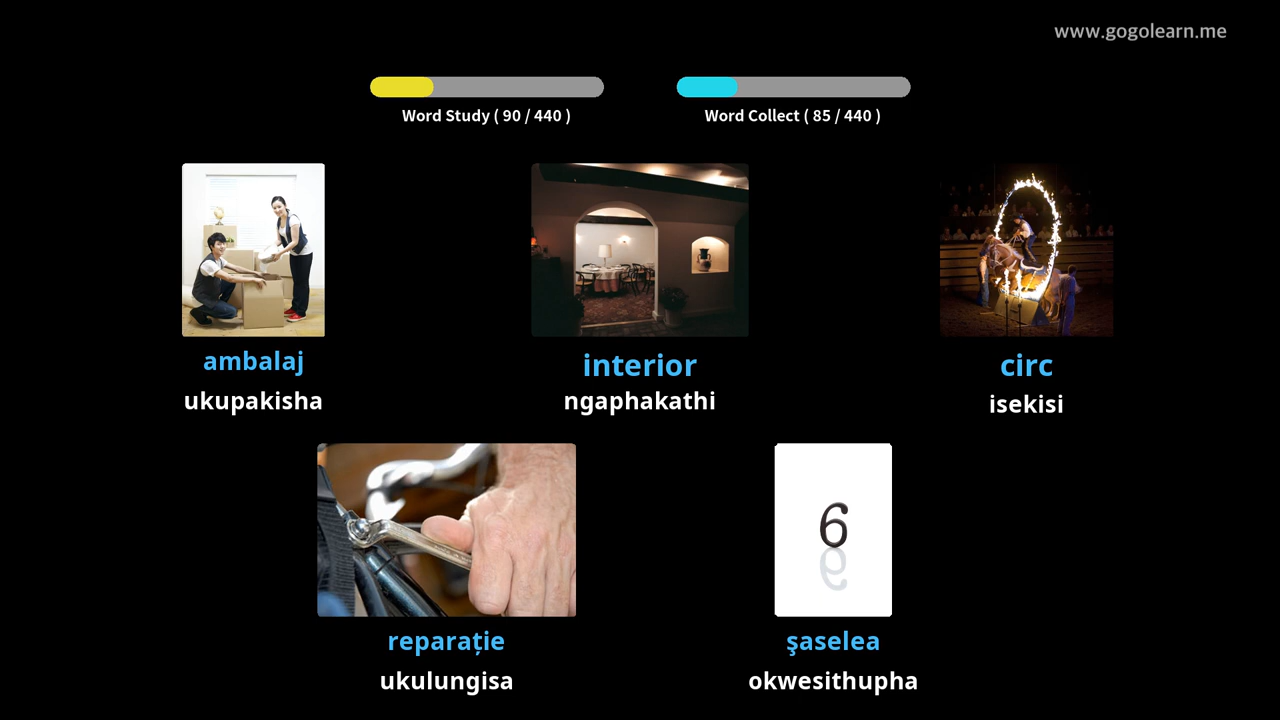 www.gogolearn.me
Word Study ( 90 / 440 )
Word Collect ( 85 / 440 )
ambalaj
ukupakisha
interior
ngaphakathi
circ
isekisi
reparație
ukulungisa
6
şaselea
okwesithupha